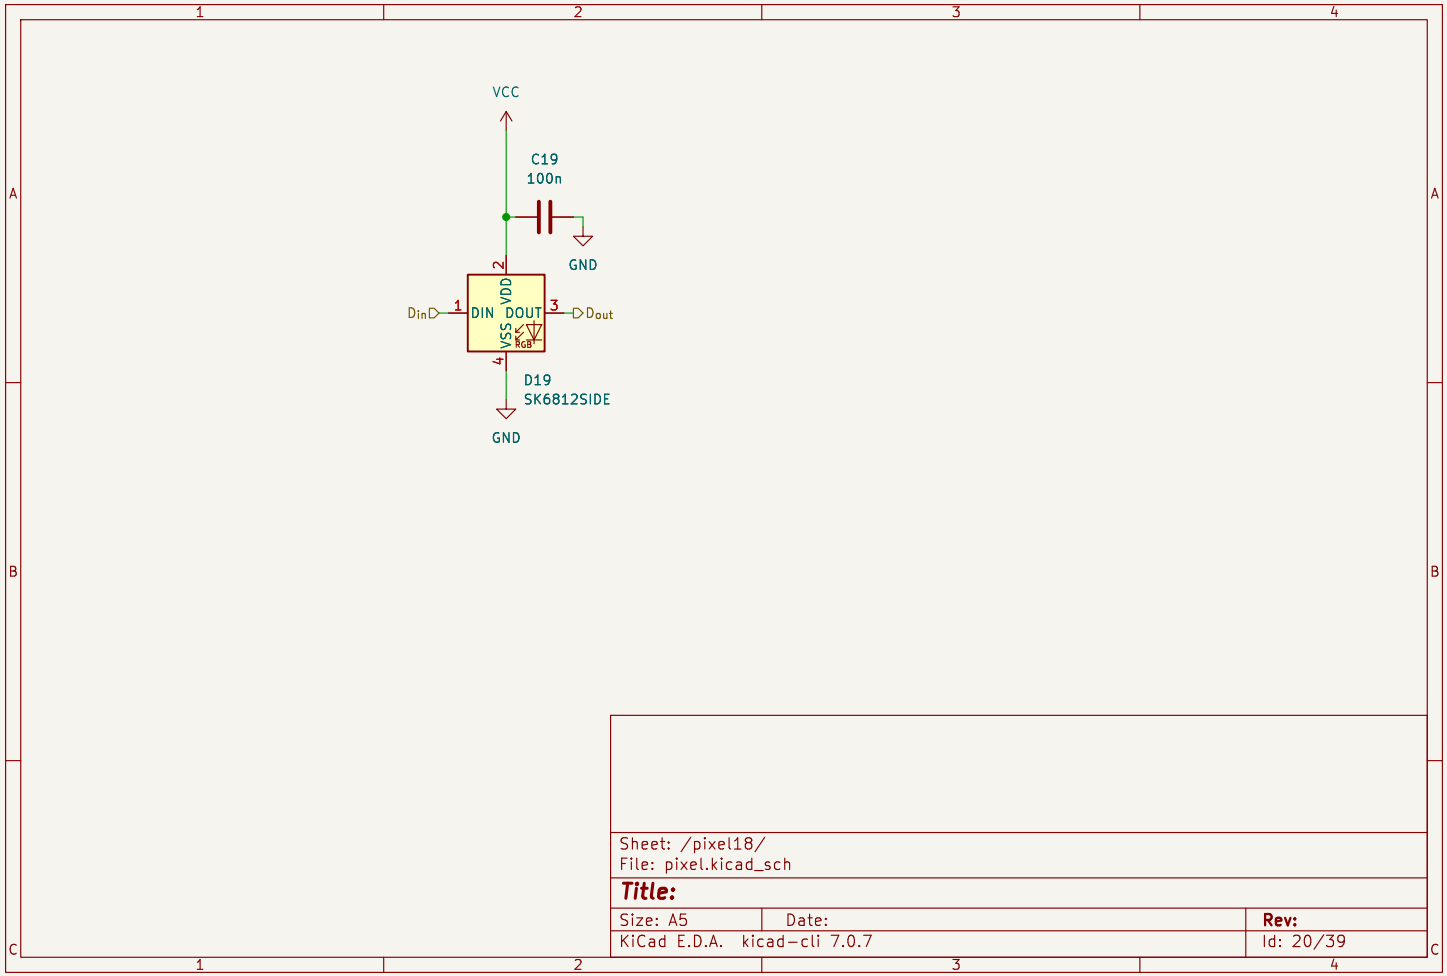 1 2 3 4
VCC
C19
100n
A A
2
GND
VDD
Din 1 DIN DOUT 3 Dout
VSS
RGB
4
D19
SK6812SIDE
GND
B B
Sheet: /pixel18/
File: pixel.kicad_sch
Title:
Size: A5 Date: Rev:
KiCad E.D.A. kicad-cli 7.0.7 Id: 20/39
C C
1 2 3 4